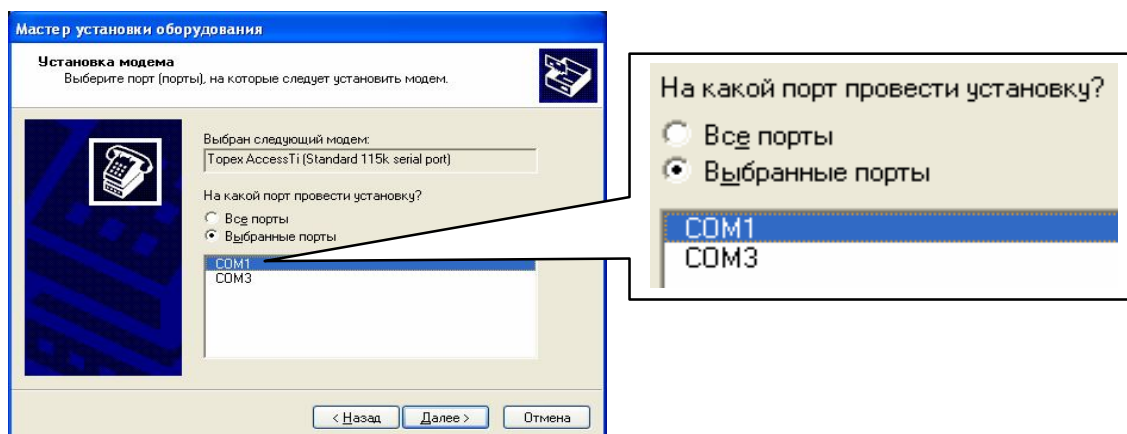 Мастер установки оборудования
Установка модема
Выберите порт (порты), на которые следует установить модем.
Выбран следующий модем:
Topex AccessTi (Standard 115k serial port)
На какой порт провести установку?
Все порты
Выбранные порты
COM1
COM3
< Назад
Далее >
Отмена
На какой порт провести установку?
Все порты
Выбранные порты
COM1
COM3